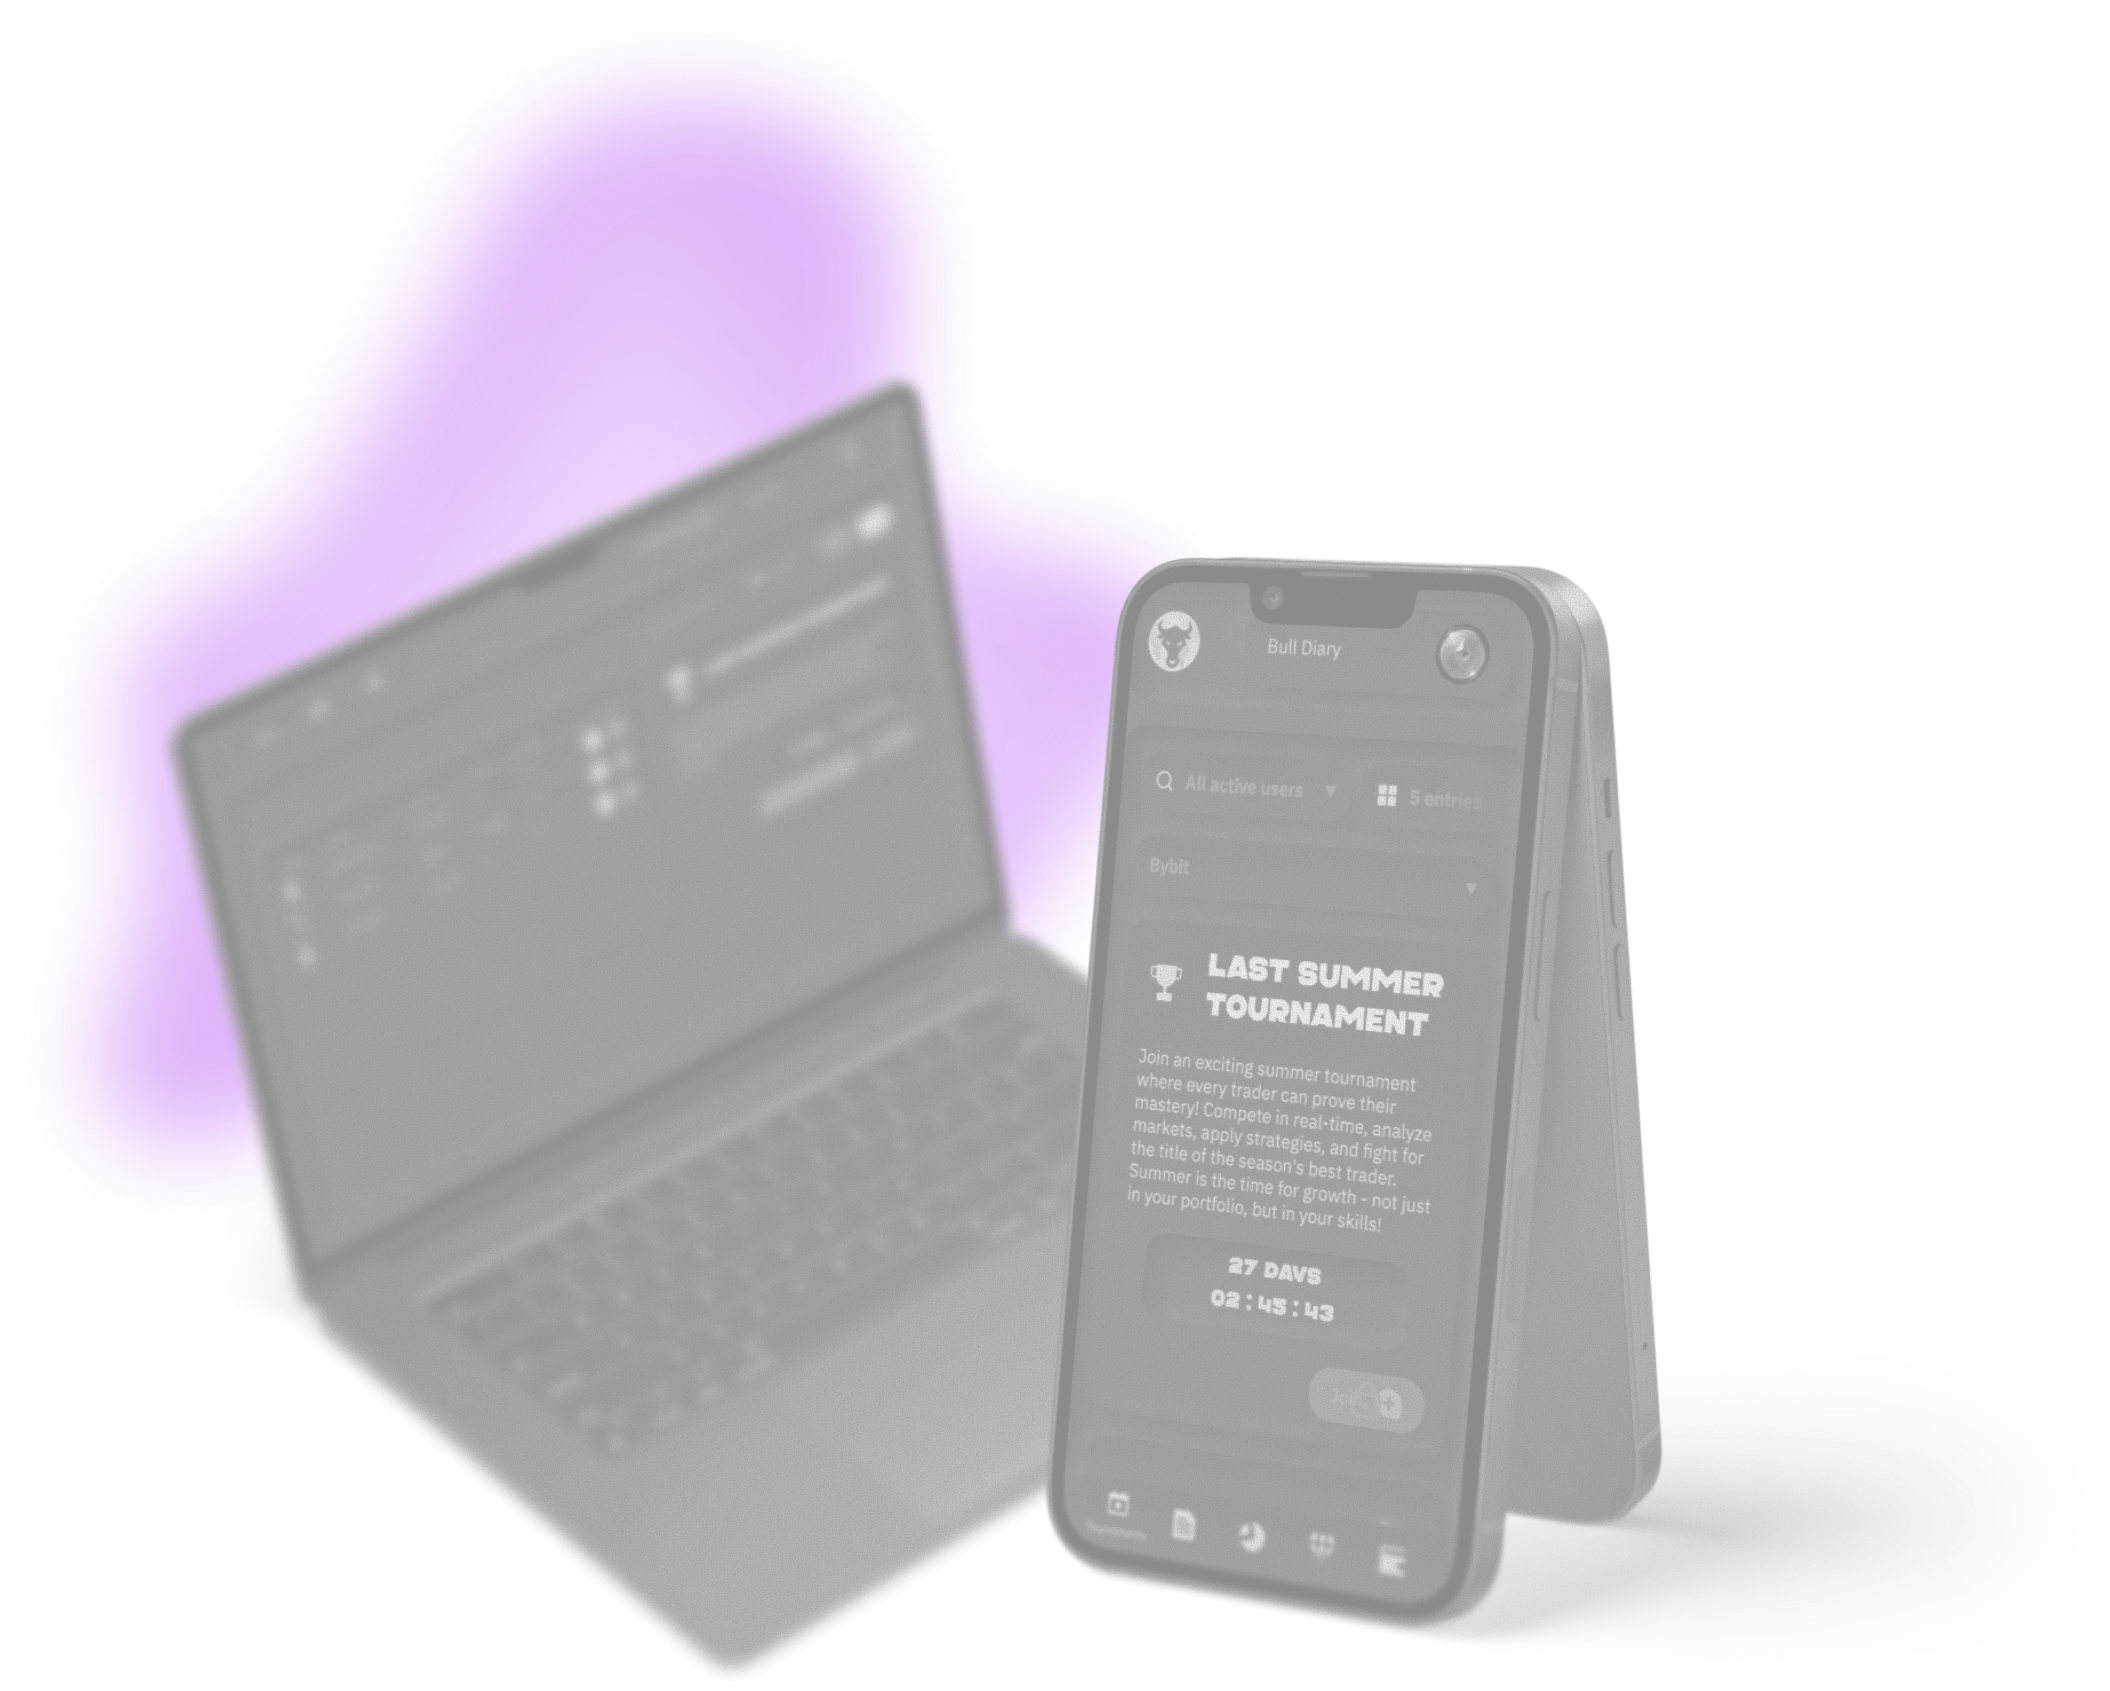 Bull Diary
All active users
5 entries
Bybit
LAST SUMMER
TOURNAMENT
Join an exciting summer tournament
where every trader can prove their
mastery! Compete in real-time, analyze
markets, apply strategies, and fight for
the title of the season's best trader.
Summer is the time for growth - not just
in your portfolio, but in your skills!
27 DAYS
02 : 45 : 43
Join
Tournaments